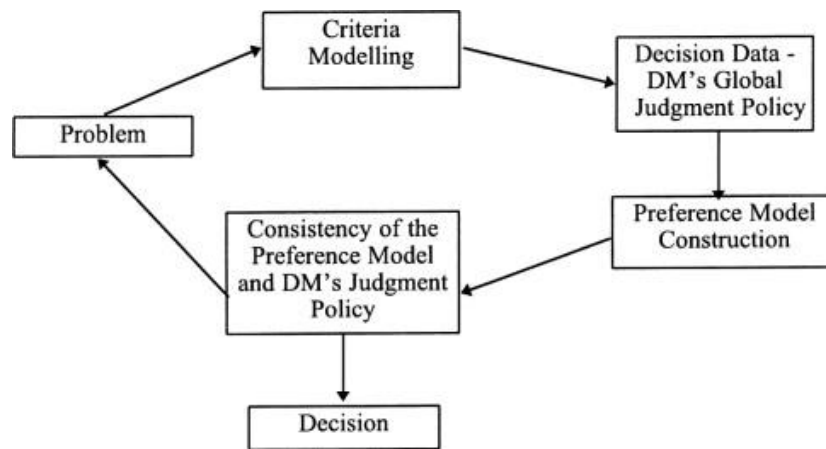 Criteria
Modelling
Decision Data -
DM's Global
Judgment Policy
Problem
Preference Model
Construction
Consistency of the
Preference Model
and DM's Judgment
Policy
Decision